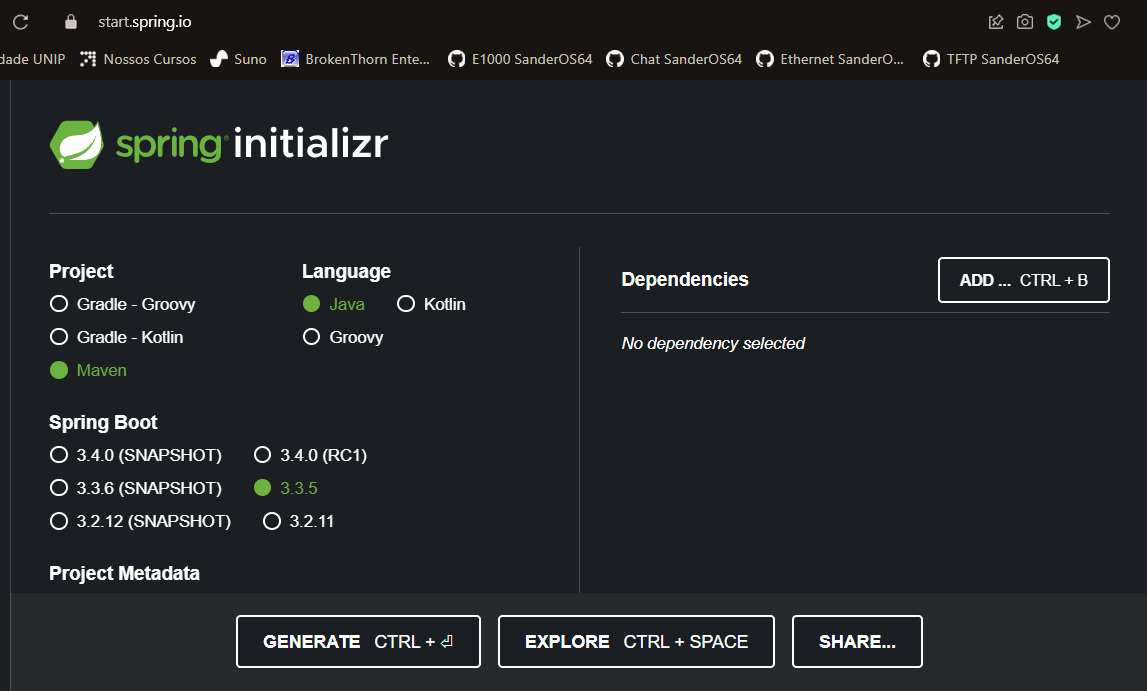 start.spring.io
dade UNIP Nossos Cursos Suno BrokenThorn Ente... E1000 SanderOS64 Chat SanderOS64 Ethernet SanderO... TFTP SanderOS64
spring initializr
Project
Gradle - Groovy
Gradle - Kotlin
Maven
Language
Java Kotlin
Groovy
Spring Boot
3.4.0 (SNAPSHOT) 3.4.0 (RC1)
3.3.6 (SNAPSHOT) 3.3.5
3.2.12 (SNAPSHOT) 3.2.11
Project Metadata
Dependencies
ADD ... CTRL + B
No dependency selected
GENERATE CTRL + ⏎
EXPLORE CTRL + SPACE
SHARE...